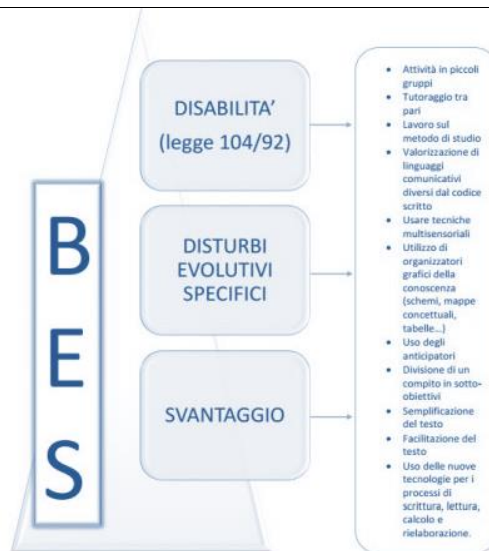 B
E
S
DISABILITA'
(legge 104/92)
DISTURBI
EVOLUTIVI
SPECIFICI
SVANTAGGIO
• Attività in piccoli
gruppi
• Tutoraggio tra
pari
• Lavoro sul
metodo di studio
• Valorizzazione di
linguaggi
comunicativi
diversi dal codice
scritto
• Usare tecniche
multisensoriali
• Utilizzo di
organizzatori
grafici della
conoscenza
(schemi, mappe
concettuali,
tabelle...)
• Uso degli
anticipatori
• Divisione di un
compito in sotto-
obiettivi
• Semplificazione
del testo
• Facilitazione del
testo
• Uso delle nuove
tecnologie per i
processi di
scrittura, lettura,
calcolo e
rielaborazione.